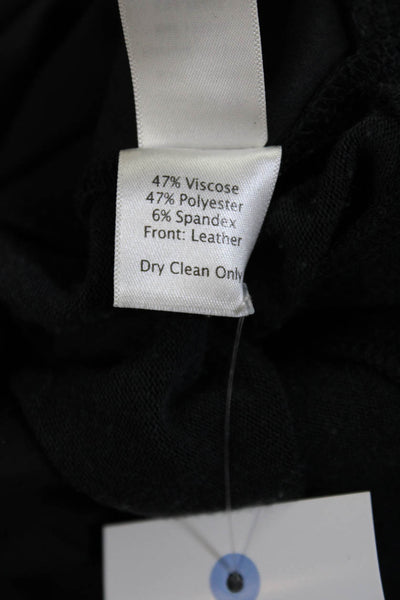 47% Viscose
47% Polyester
6% Spandex
Front: Leather
Dry Clean Only